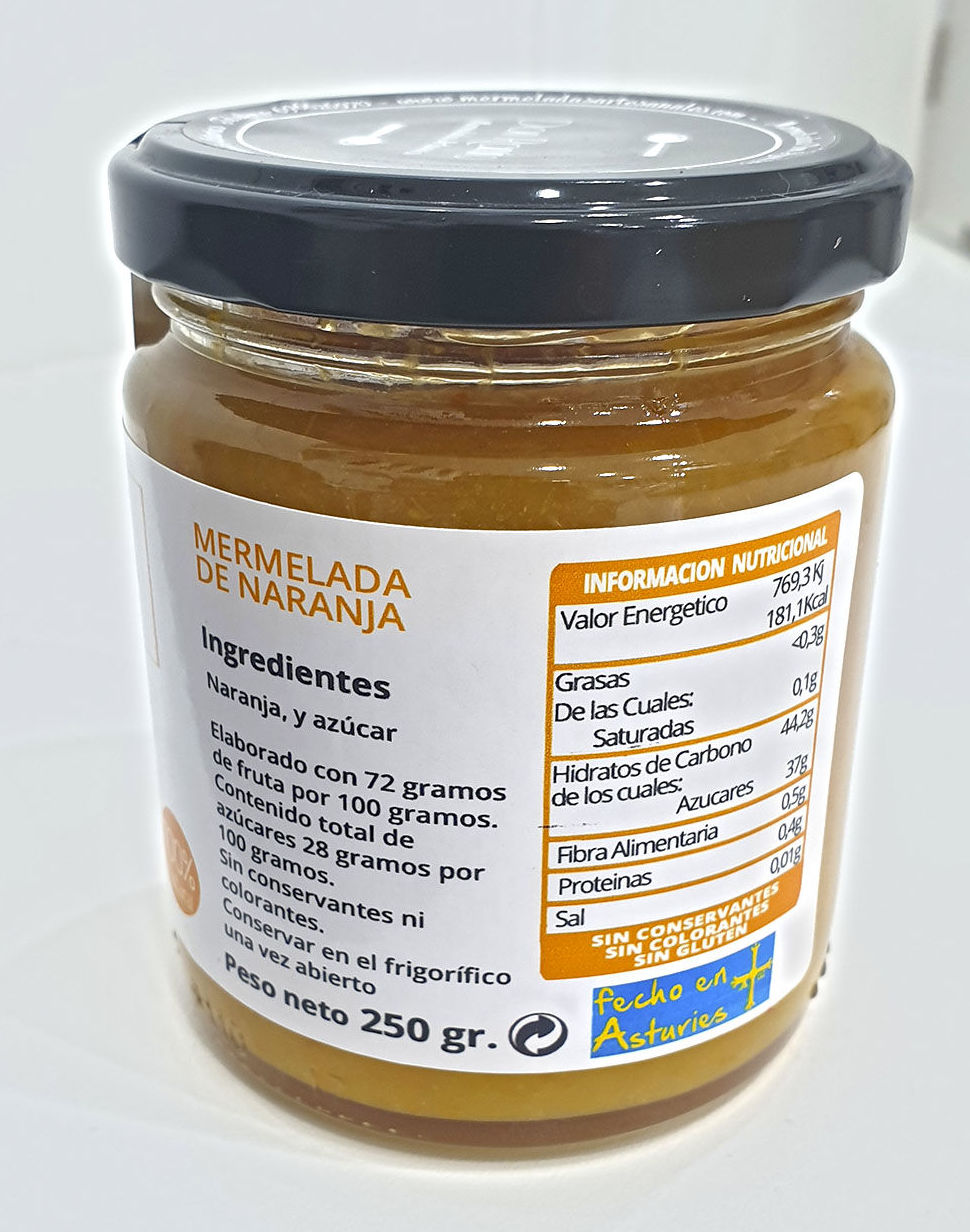 www.mermeladasartesanales.com
MERMELADA
DE NARANJA
Ingredientes
Naranja, y azúcar
Elaborado con 72 gramos
de fruta por 100 gramos.
Contenido total de
azúcares 28 gramos por
100 gramos.
Sin conservantes ni
colorantes.
Conservar en el frigorífico
una vez abierto
Peso neto 250 gr.
INFORMACION NUTRICIONAL
Valor Energetico 769,3 Kj
181,1Kcal
Grasas <0,3g
De las Cuales:
Saturadas 0,1g
Hidratos de Carbono 44,2g
de los cuales:
Azucares 37g
Fibra Alimentaria 0,5g
Proteinas 0,4g
Sal 0,01g
SIN CONSERVANTES
SIN COLORANTES
SIN GLUTEN
fecho en
Asturies